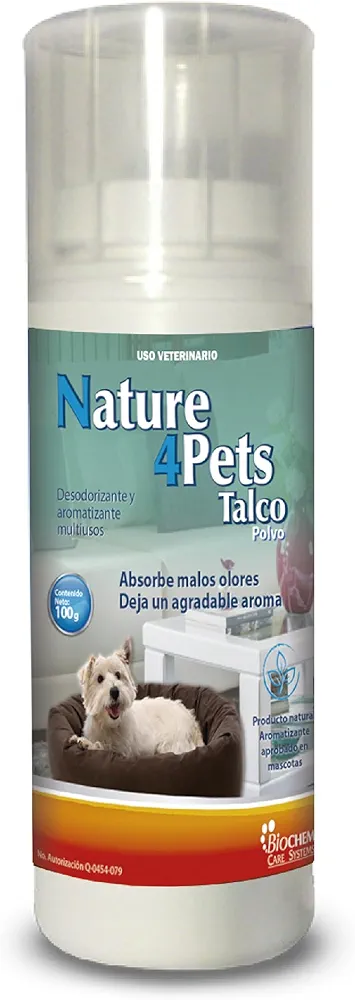 USO VETERINARIO
Nature
4Pets
Talco
Polvo
Desodorizante y
aromatizante
multiusos
Contenido
Neto:
100g
Absorbe malos olores
Deja un agradable aroma
Producto natural
Aromatizante
aprobado en
mascotas
BIOCHEM
CARE SYSTEMS
No. Autorización Q-0454-079